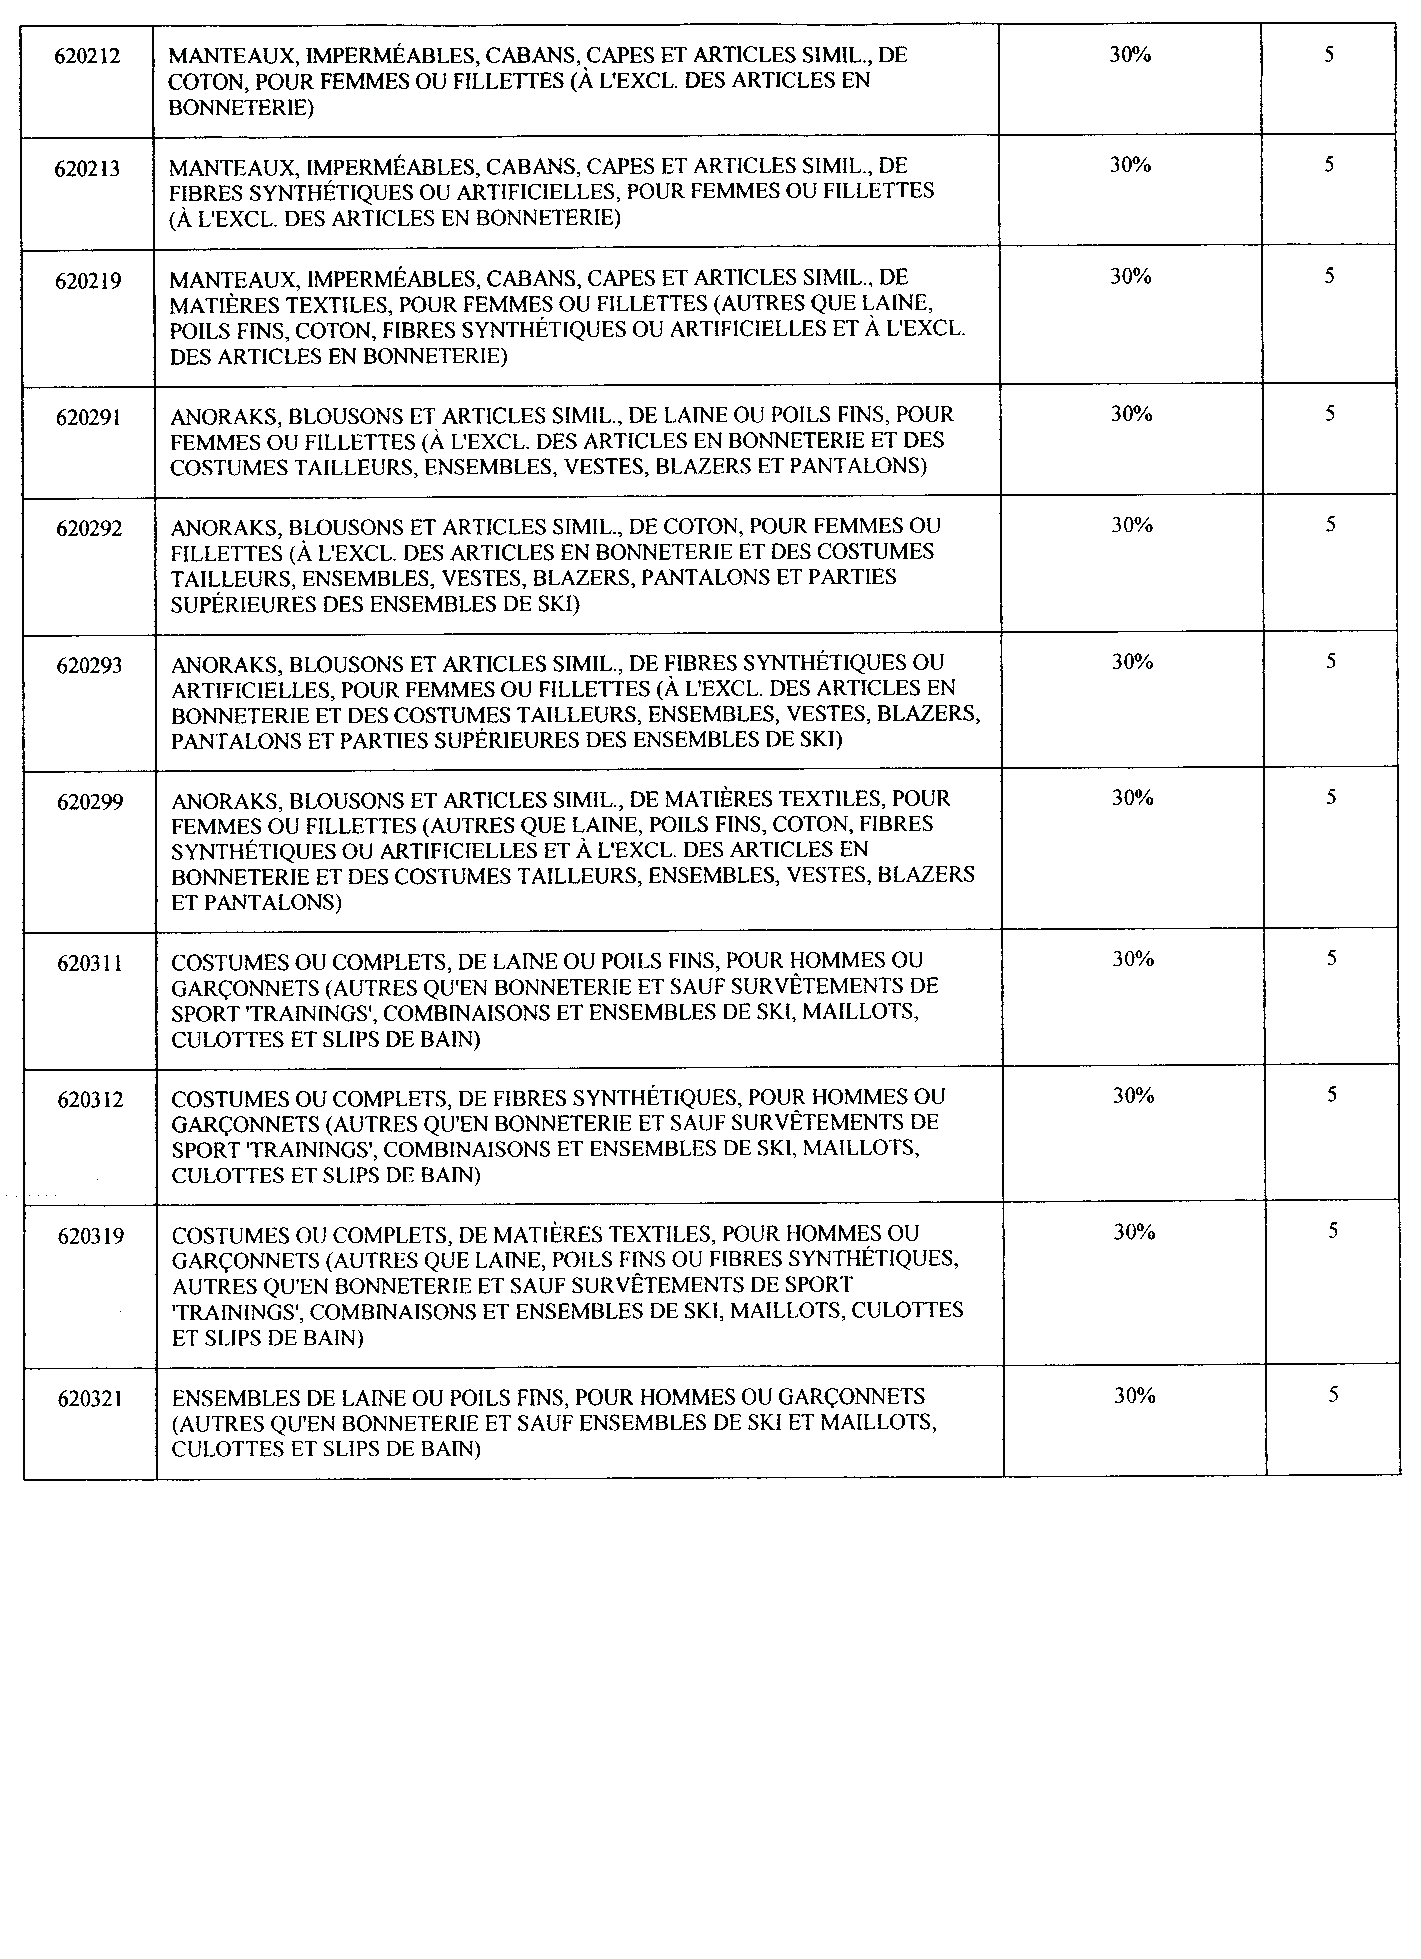 620212 MANTEAUX, IMPERMÉABLES, CABANS, CAPES ET ARTICLES SIMIL., DE 30% 5
COTON, POUR FEMMES OU FILLETTES (À L'EXCL. DES ARTICLES EN
BONNETERIE)
620213 MANTEAUX, IMPERMÉABLES, CABANS, CAPES ET ARTICLES SIMIL., DE 30% 5
FIBRES SYNTHÉTIQUES OU ARTIFICIELLES, POUR FEMMES OU FILLETTES
(À L'EXCL. DES ARTICLES EN BONNETERIE)
620219 MANTEAUX, IMPERMÉABLES, CABANS, CAPES ET ARTICLES SIMIL., DE 30% 5
MATIÈRES TEXTILES, POUR FEMMES OU FILLETTES (AUTRES QUE LAINE,
POILS FINS, COTON, FIBRES SYNTHÉTIQUES OU ARTIFICIELLES ET À L'EXCL.
DES ARTICLES EN BONNETERIE)
620291 ANORAKS, BLOUSONS ET ARTICLES SIMIL., DE LAINE OU POILS FINS, POUR 30% 5
FEMMES OU FILLETTES (À L'EXCL. DES ARTICLES EN BONNETERIE ET DES
COSTUMES TAILLEURS, ENSEMBLES, VESTES, BLAZERS ET PANTALONS)
620292 ANORAKS, BLOUSONS ET ARTICLES SIMIL., DE COTON, POUR FEMMES OU 30% 5
FILLETTES (À L'EXCL. DES ARTICLES EN BONNETERIE ET DES COSTUMES
TAILLEURS, ENSEMBLES, VESTES, BLAZERS, PANTALONS ET PARTIES
SUPÉRIEURES DES ENSEMBLES DE SKI)
620293 ANORAKS, BLOUSONS ET ARTICLES SIMIL., DE FIBRES SYNTHÉTIQUES OU 30% 5
ARTIFICIELLES, POUR FEMMES OU FILLETTES (À L'EXCL. DES ARTICLES EN
BONNETERIE ET DES COSTUMES TAILLEURS, ENSEMBLES, VESTES, BLAZERS,
PANTALONS ET PARTIES SUPÉRIEURES DES ENSEMBLES DE SKI)
620299 ANORAKS, BLOUSONS ET ARTICLES SIMIL., DE MATIÈRES TEXTILES, POUR 30% 5
FEMMES OU FILLETTES (AUTRES QUE LAINE, POILS FINS, COTON, FIBRES
SYNTHÉTIQUES OU ARTIFICIELLES ET À L'EXCL. DES ARTICLES EN
BONNETERIE ET DES COSTUMES TAILLEURS, ENSEMBLES, VESTES, BLAZERS
ET PANTALONS)
620311 COSTUMES OU COMPLETS, DE LAINE OU POILS FINS, POUR HOMMES OU 30% 5
GARÇONNETS (AUTRES QU'EN BONNETERIE ET SAUF SURVÊTEMENTS DE
SPORT 'TRAININGS', COMBINAISONS ET ENSEMBLES DE SKI, MAILLOTS,
CULOTTES ET SLIPS DE BAIN)
620312 COSTUMES OU COMPLETS, DE FIBRES SYNTHÉTIQUES, POUR HOMMES OU 30% 5
GARÇONNETS (AUTRES QU'EN BONNETERIE ET SAUF SURVÊTEMENTS DE
SPORT 'TRAININGS', COMBINAISONS ET ENSEMBLES DE SKI, MAILLOTS,
CULOTTES ET SLIPS DE BAIN)
620319 COSTUMES OU COMPLETS, DE MATIÈRES TEXTILES, POUR HOMMES OU 30% 5
GARÇONNETS (AUTRES QUE LAINE, POILS FINS OU FIBRES SYNTHÉTIQUES,
AUTRES QU'EN BONNETERIE ET SAUF SURVÊTEMENTS DE SPORT
'TRAININGS', COMBINAISONS ET ENSEMBLES DE SKI, MAILLOTS, CULOTTES
ET SLIPS DE BAIN)
620321 ENSEMBLES DE LAINE OU POILS FINS, POUR HOMMES OU GARÇONNETS 30% 5
(AUTRES QU'EN BONNETERIE ET SAUF ENSEMBLES DE SKI ET MAILLOTS,
CULOTTES ET SLIPS DE BAIN)